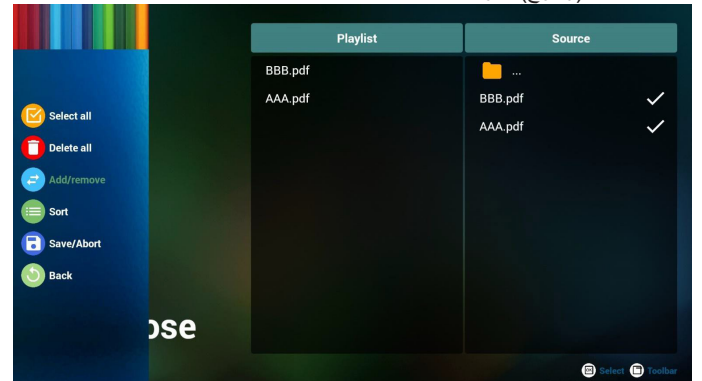 Playlist
Source
BBB.pdf
AAA.pdf
...
BBB.pdf
AAA.pdf
Select all
Delete all
Add/remove
Sort
Save/Abort
Back
ose
Select Toolbar